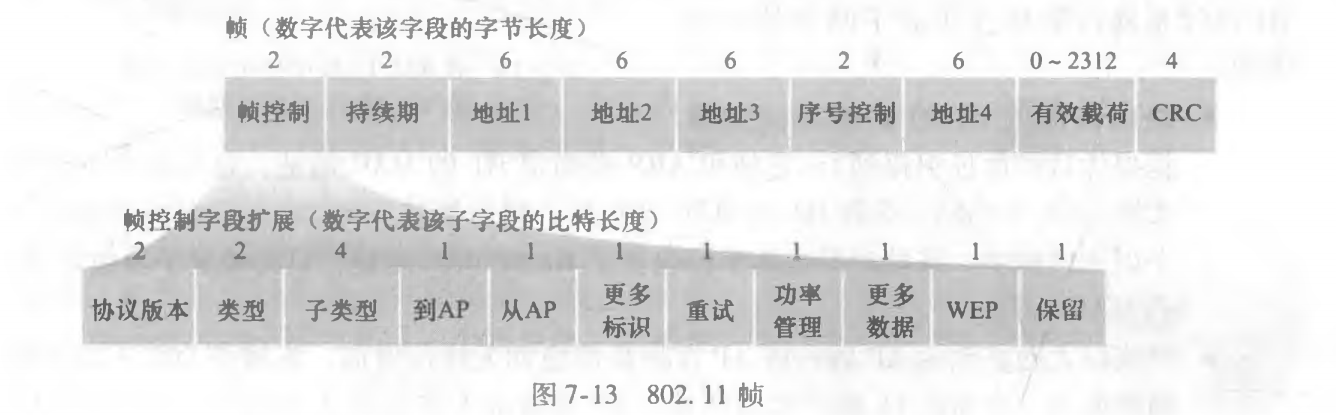 帧（数字代表该字段的字节长度）
2 2 6 6 6 2 6 0~2312 4
帧控制 持续期 地址1 地址2 地址3 序号控制 地址4 有效载荷 CRC
帧控制字段扩展（数字代表该子字段的比特长度）
2 2 4 1 1 1 1 1 1 1 1
协议版本 类型 子类型 到AP 从AP 更多标识 重试 功率管理 更多数据 WEP 保留
图 7-13 802. 11 帧